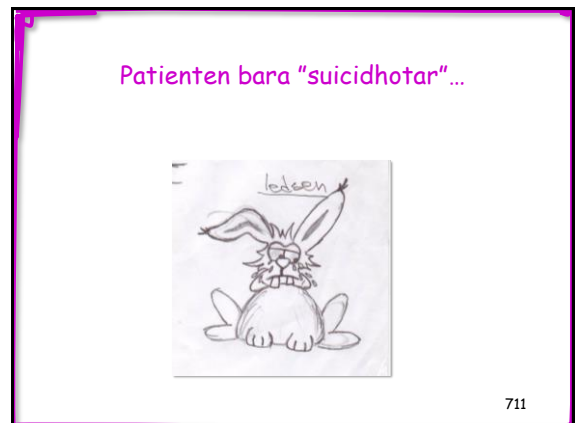 Patienten bara ”suicidhotar”…
ledsen
711